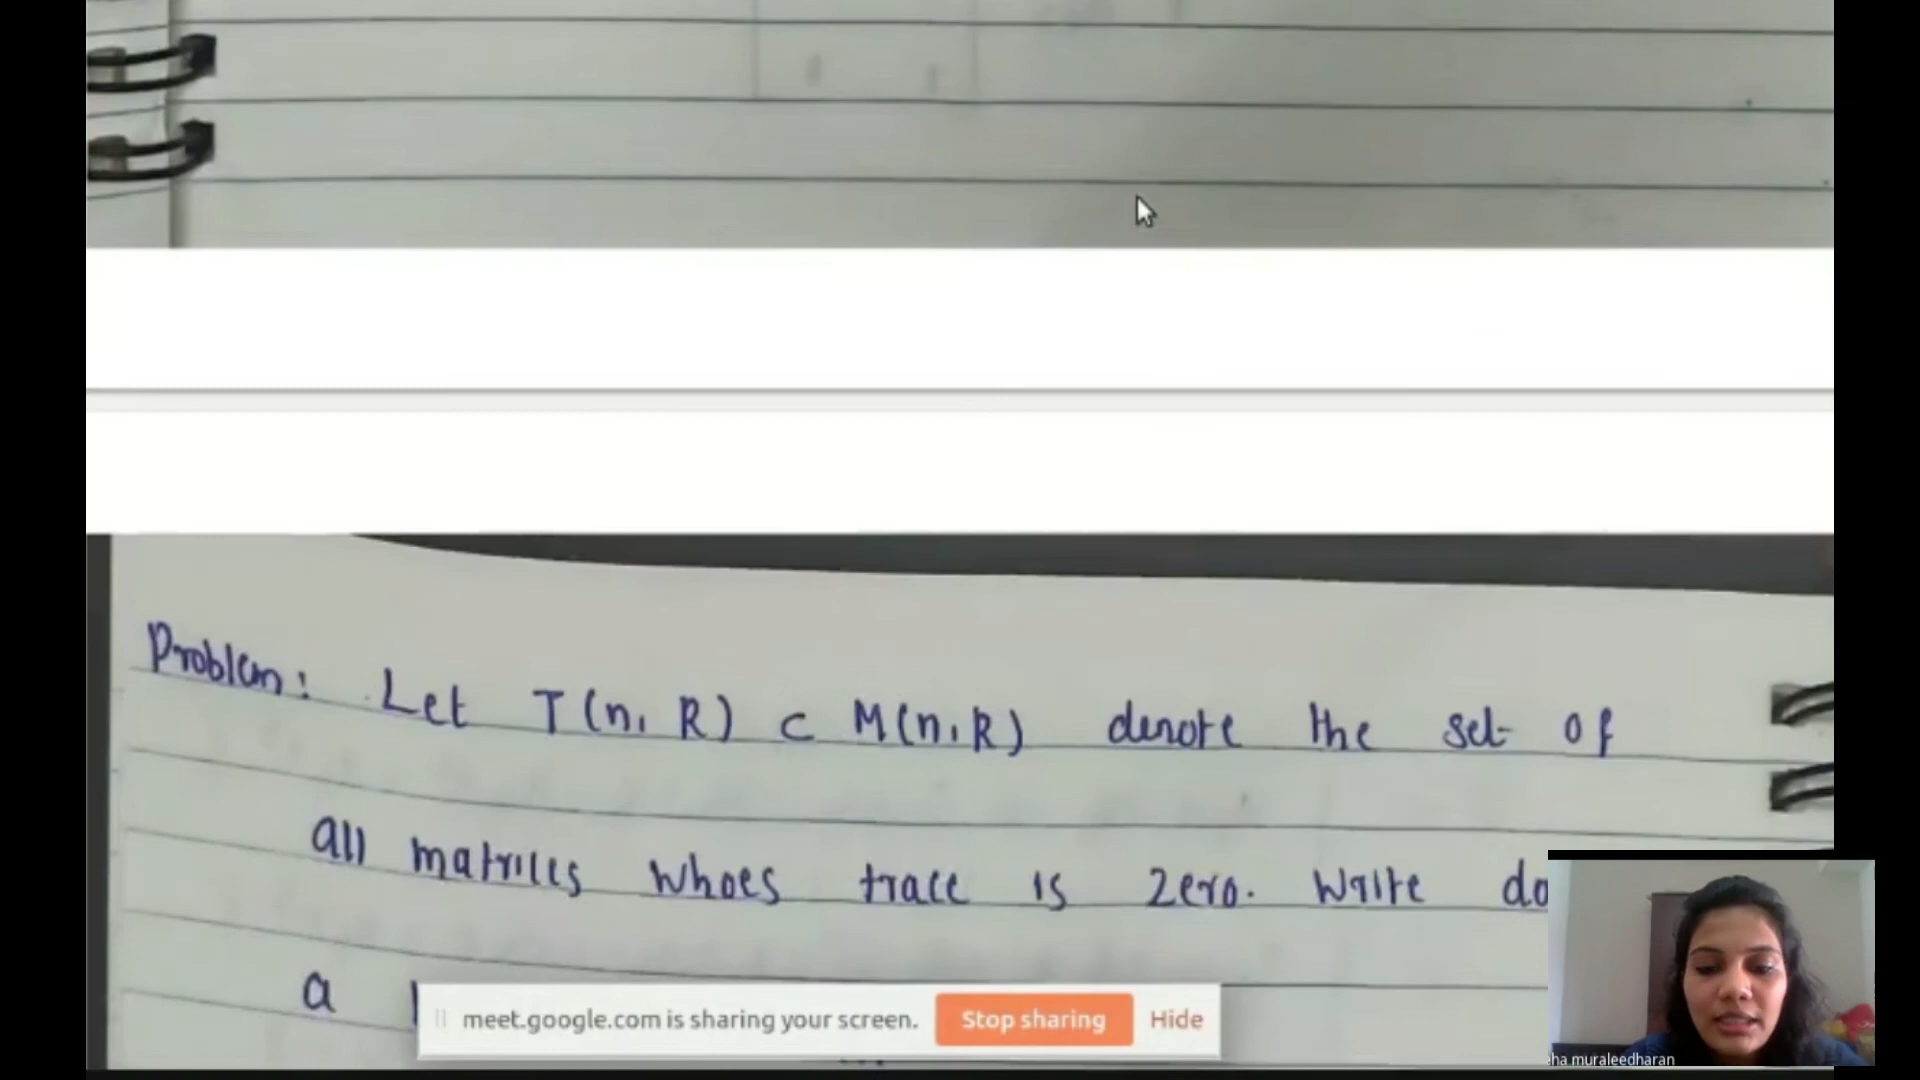 Problem: Let T(n, R) ⊂ M(n, R) denote the set of
all matrices whoes trace is zero. Write do
a
meet.google.com is sharing your screen. Stop sharing Hide
eha muraleedharan